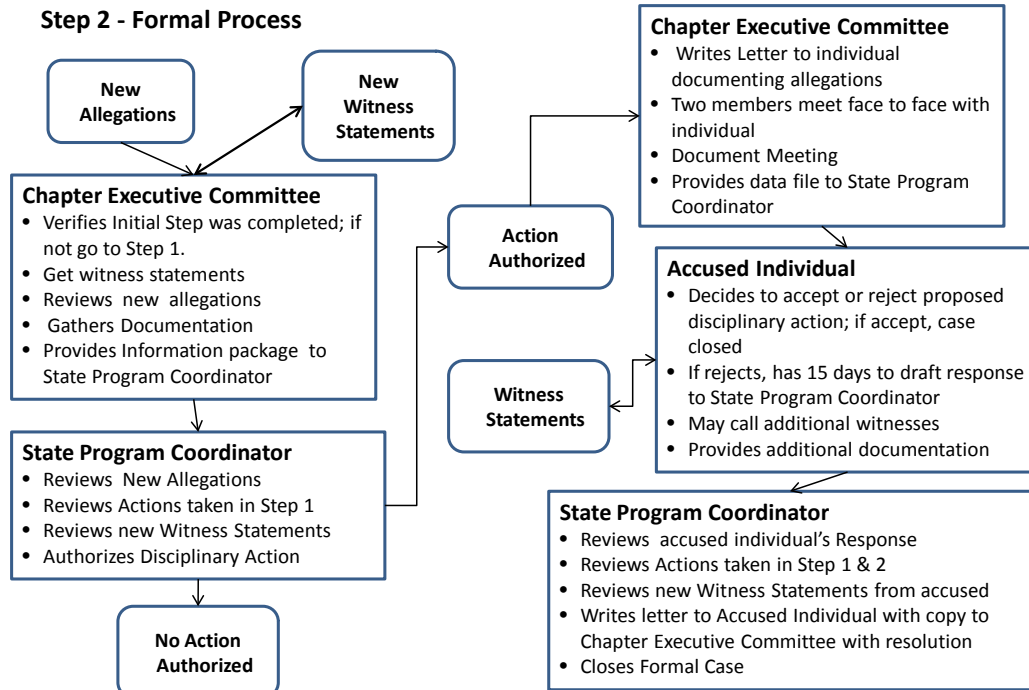 Step 2 - Formal Process
New
Allegations
New
Witness
Statements
Chapter Executive Committee
• Verifies Initial Step was completed; if
not go to Step 1.
• Get witness statements
• Reviews new allegations
• Gathers Documentation
• Provides Information package to
State Program Coordinator
State Program Coordinator
• Reviews New Allegations
• Reviews Actions taken in Step 1
• Reviews new Witness Statements
• Authorizes Disciplinary Action
No Action
Authorized
Action
Authorized
Chapter Executive Committee
• Writes Letter to individual
documenting allegations
• Two members meet face to face with
individual
• Document Meeting
• Provides data file to State Program
Coordinator
Accused Individual
• Decides to accept or reject proposed
disciplinary action; if accept, case
closed
• If rejects, has 15 days to draft response
to State Program Coordinator
• May call additional witnesses
• Provides additional documentation
Witness
Statements
State Program Coordinator
• Reviews accused individual’s Response
• Reviews Actions taken in Step 1 & 2
• Reviews new Witness Statements from accused
• Writes letter to Accused Individual with copy to
Chapter Executive Committee with resolution
• Closes Formal Case